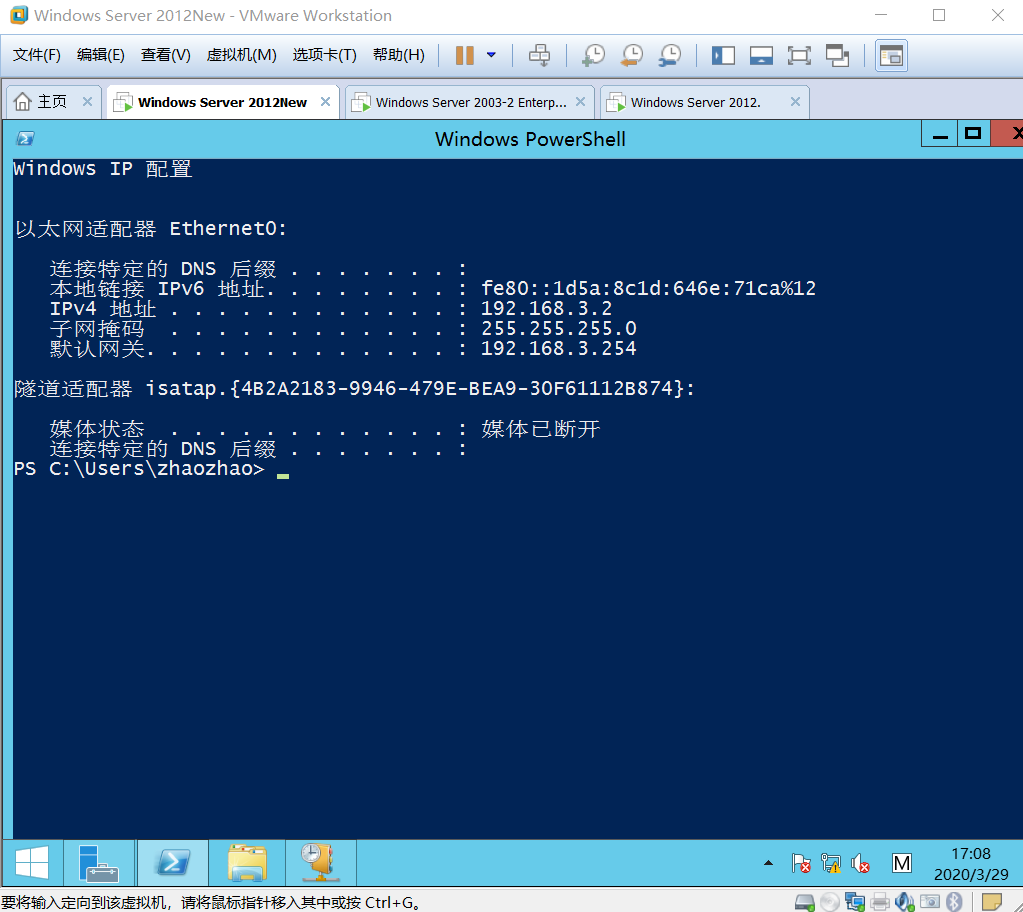 Windows Server 2012New - VMware Workstation
文件(F) 编辑(E) 查看(V) 虚拟机(M) 选项卡(T) 帮助(H)
主页 Windows Server 2012New Windows Server 2003-2 Enterp... Windows Server 2012.
Windows PowerShell
Windows IP 配置
以太网适配器 Ethernet0:
连接特定的 DNS 后缀 . . . . . . . :
本地链接 IPv6 地址. . . . . . . . : fe80::1d5a:8c1d:646e:71ca%12
IPv4 地址 . . . . . . . . . . . . : 192.168.3.2
子网掩码  . . . . . . . . . . . . : 255.255.255.0
默认网关. . . . . . . . . . . . . : 192.168.3.254
隧道适配器 isatap.{4B2A2183-9946-479E-BEA9-30F61112B874}:
媒体状态  . . . . . . . . . . . . : 媒体已断开
连接特定的 DNS 后缀 . . . . . . . :
PS C:\Users\zhaozhao>
M
17:08
2020/3/29
要将输入定向到该虚拟机，请将鼠标指针移入其中或按 Ctrl+G。